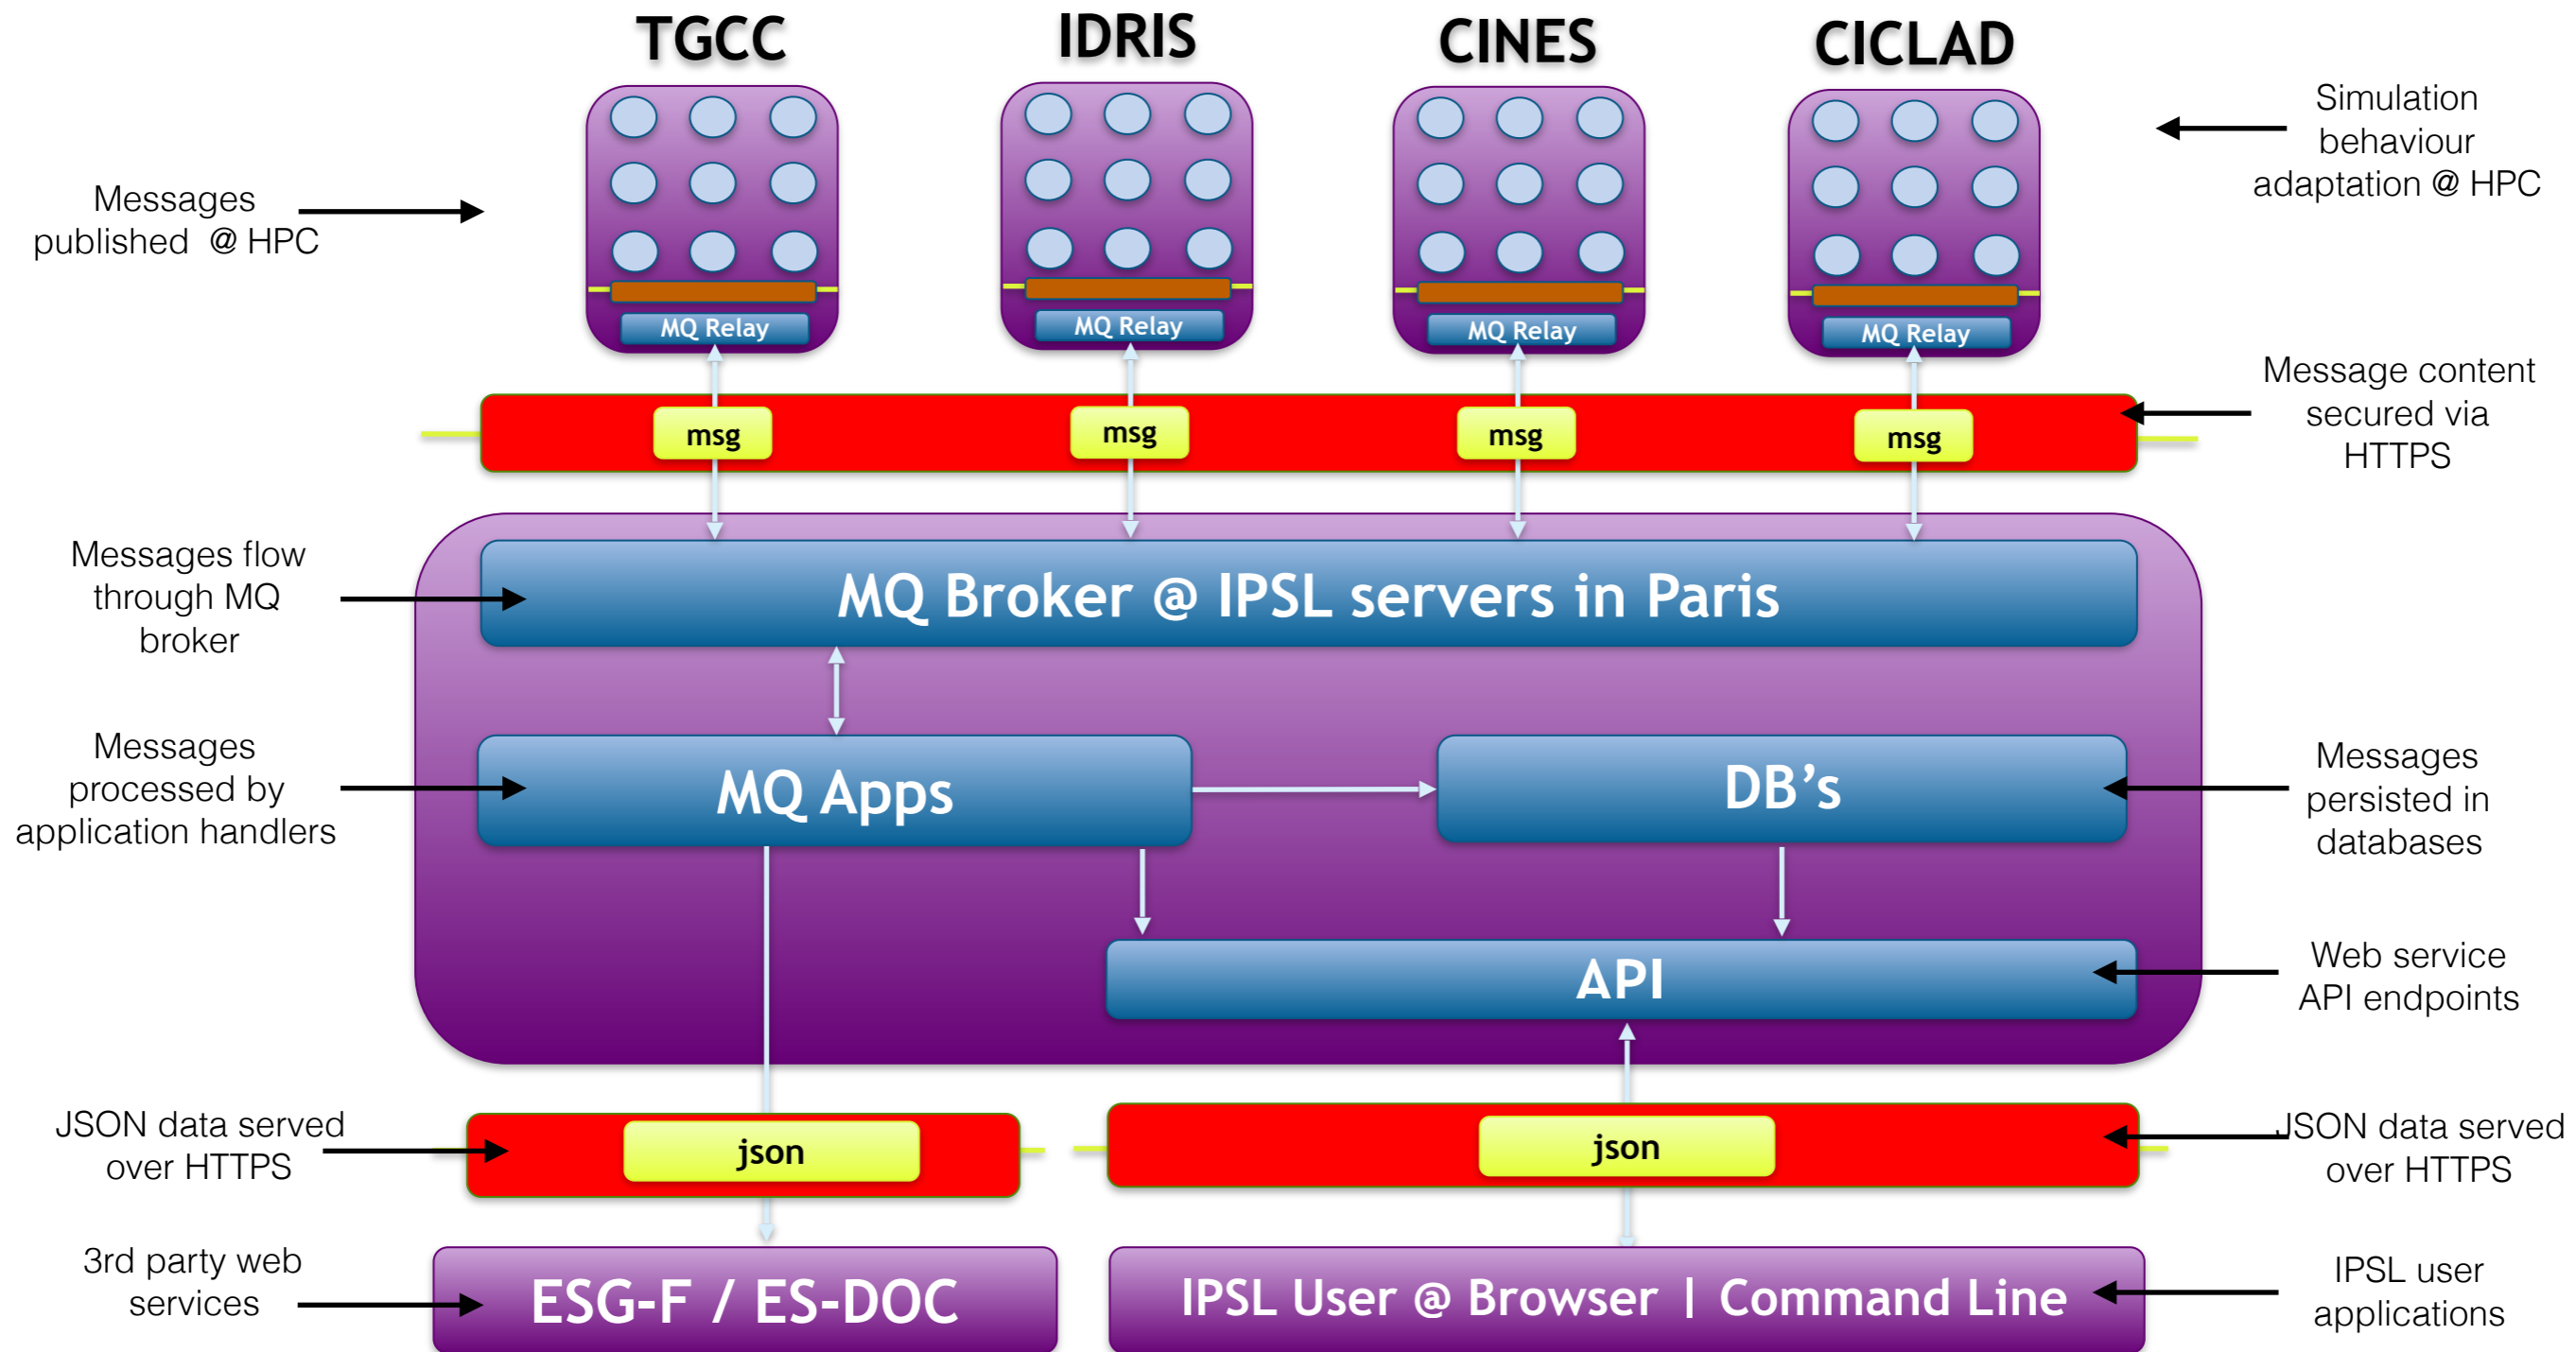 TGCC
IDRIS
CINES
CICLAD
Messages
published @ HPC
Simulation
behaviour
adaptation @ HPC
MQ Relay
MQ Relay
MQ Relay
MQ Relay
msg
msg
msg
msg
Message content
secured via
HTTPS
Messages flow
through MQ
broker
MQ Broker @ IPSL servers in Paris
Messages
processed by
application handlers
MQ Apps
DB's
Messages
persisted in
databases
API
Web service
API endpoints
JSON data served
over HTTPS
json
json
JSON data served
over HTTPS
3rd party web
services
ESG-F / ES-DOC
IPSL User @ Browser | Command Line
IPSL user
applications